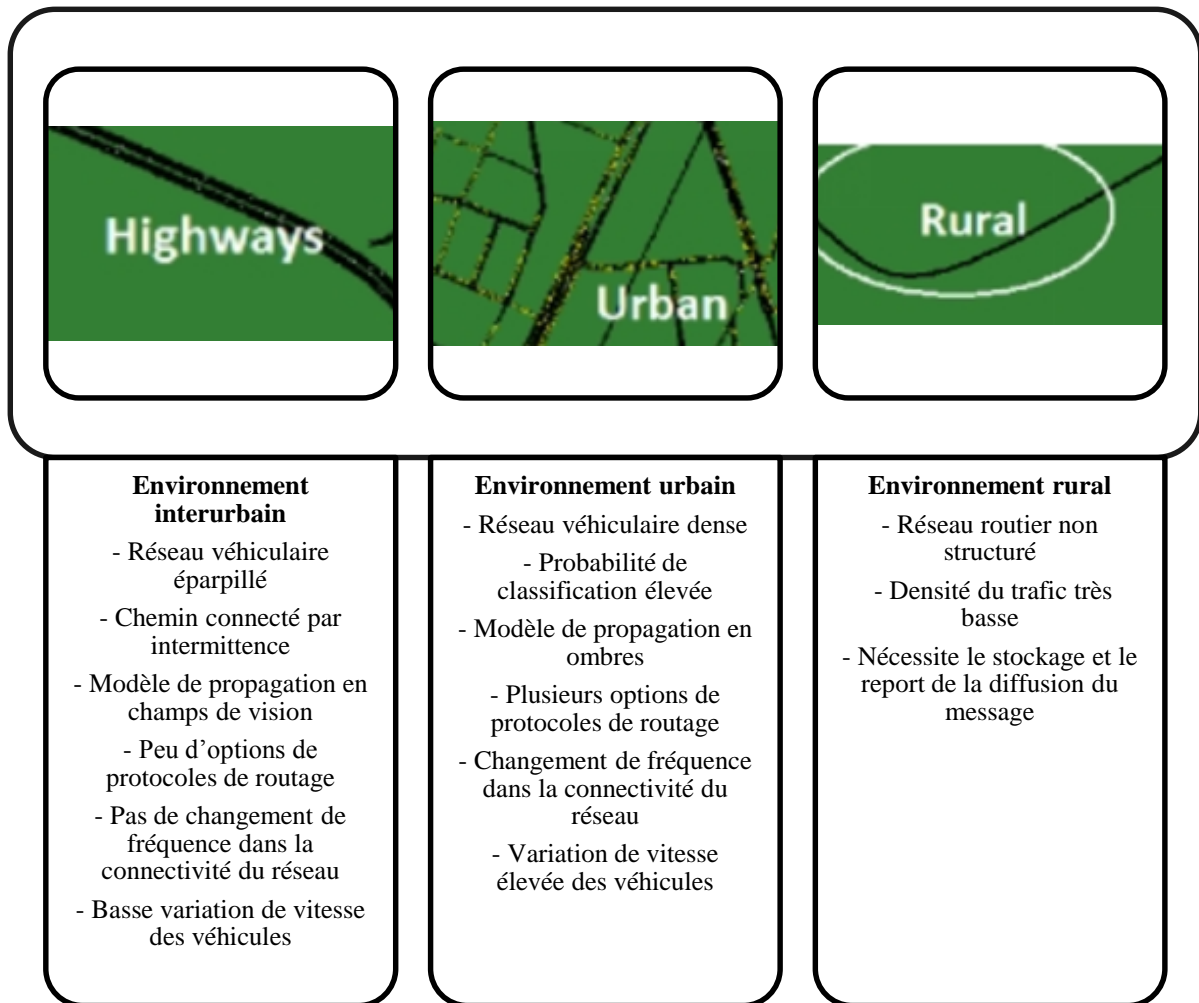 Highways
Urban
Rural
Environnement
interurbain
- Réseau véhiculaire
éparpillé
- Chemin connecté par
intermittence
- Modèle de propagation en
champs de vision
- Peu d’options de
protocoles de routage
- Pas de changement de
fréquence dans la
connectivité du réseau
- Basse variation de vitesse
des véhicules
Environnement urbain
- Réseau véhiculaire dense
- Probabilité de
classification élevée
- Modèle de propagation en
ombres
- Plusieurs options de
protocoles de routage
- Changement de fréquence
dans la connectivité du
réseau
- Variation de vitesse
élevée des véhicules
Environnement rural
- Réseau routier non
structuré
- Densité du trafic très
basse
- Nécessite le stockage et le
report de la diffusion du
message